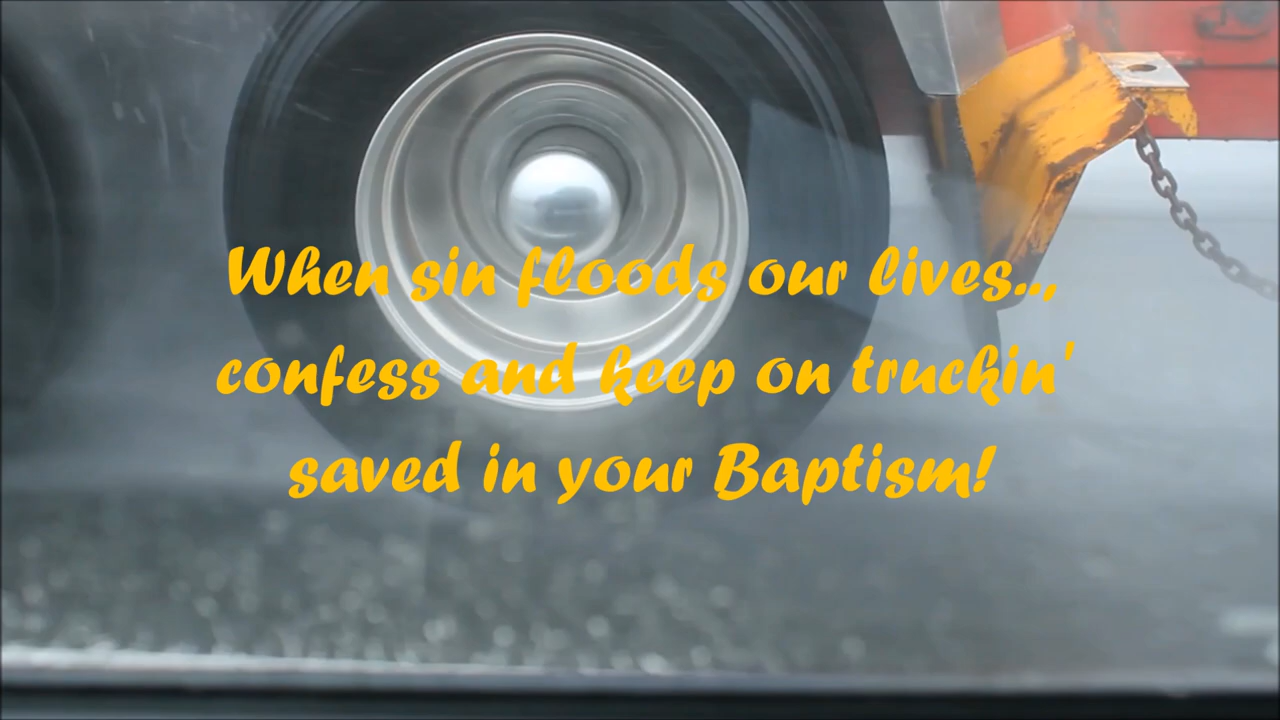 When sin floods our lives..,
confess and keep on truckin'
saved in your Baptism!